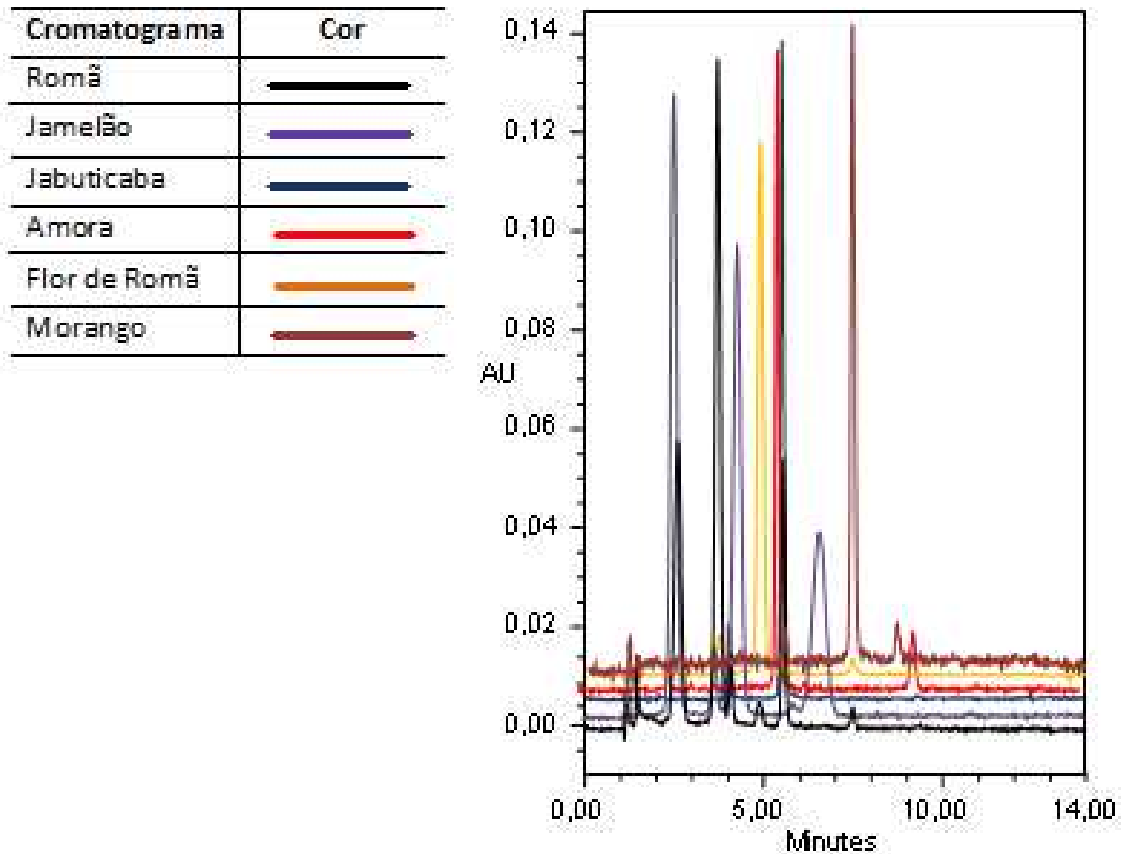 Cromatograma Cor
Romã
Jamelão
Jabuticaba
Amora
Flor de Romã
Morango
0,14
0,12
0,10
0,08
AU
0,06
0,04
0,02
0,00
0,00 5,00 10,00 14,00
Minutes